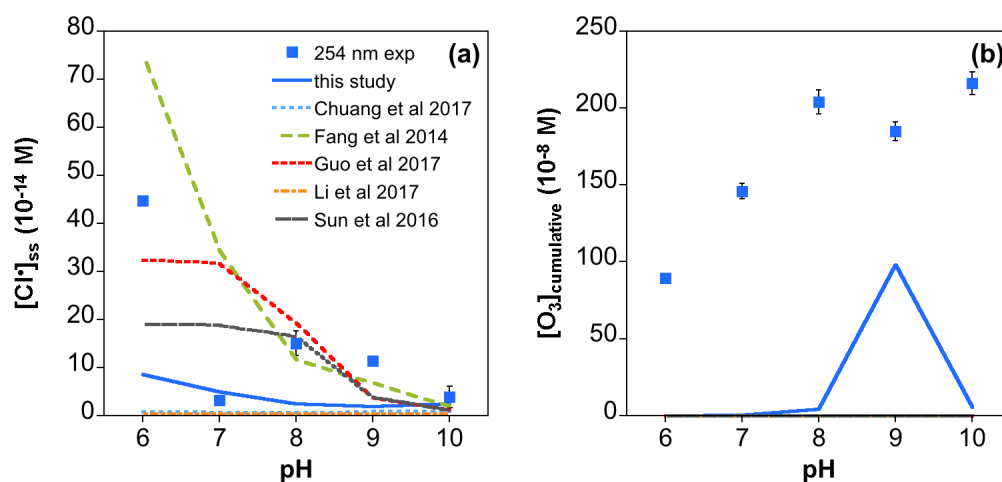 80
70
60
50
40
30
20
10
0
[Cl•]ss (10-14 M)
(a)
254 nm exp
this study
Chuang et al 2017
Fang et al 2014
Guo et al 2017
Li et al 2017
Sun et al 2016
6 7 8 9 10
pH
250
200
150
100
50
0
[O3]cumulative (10-8 M)
(b)
6 7 8 9 10
pH